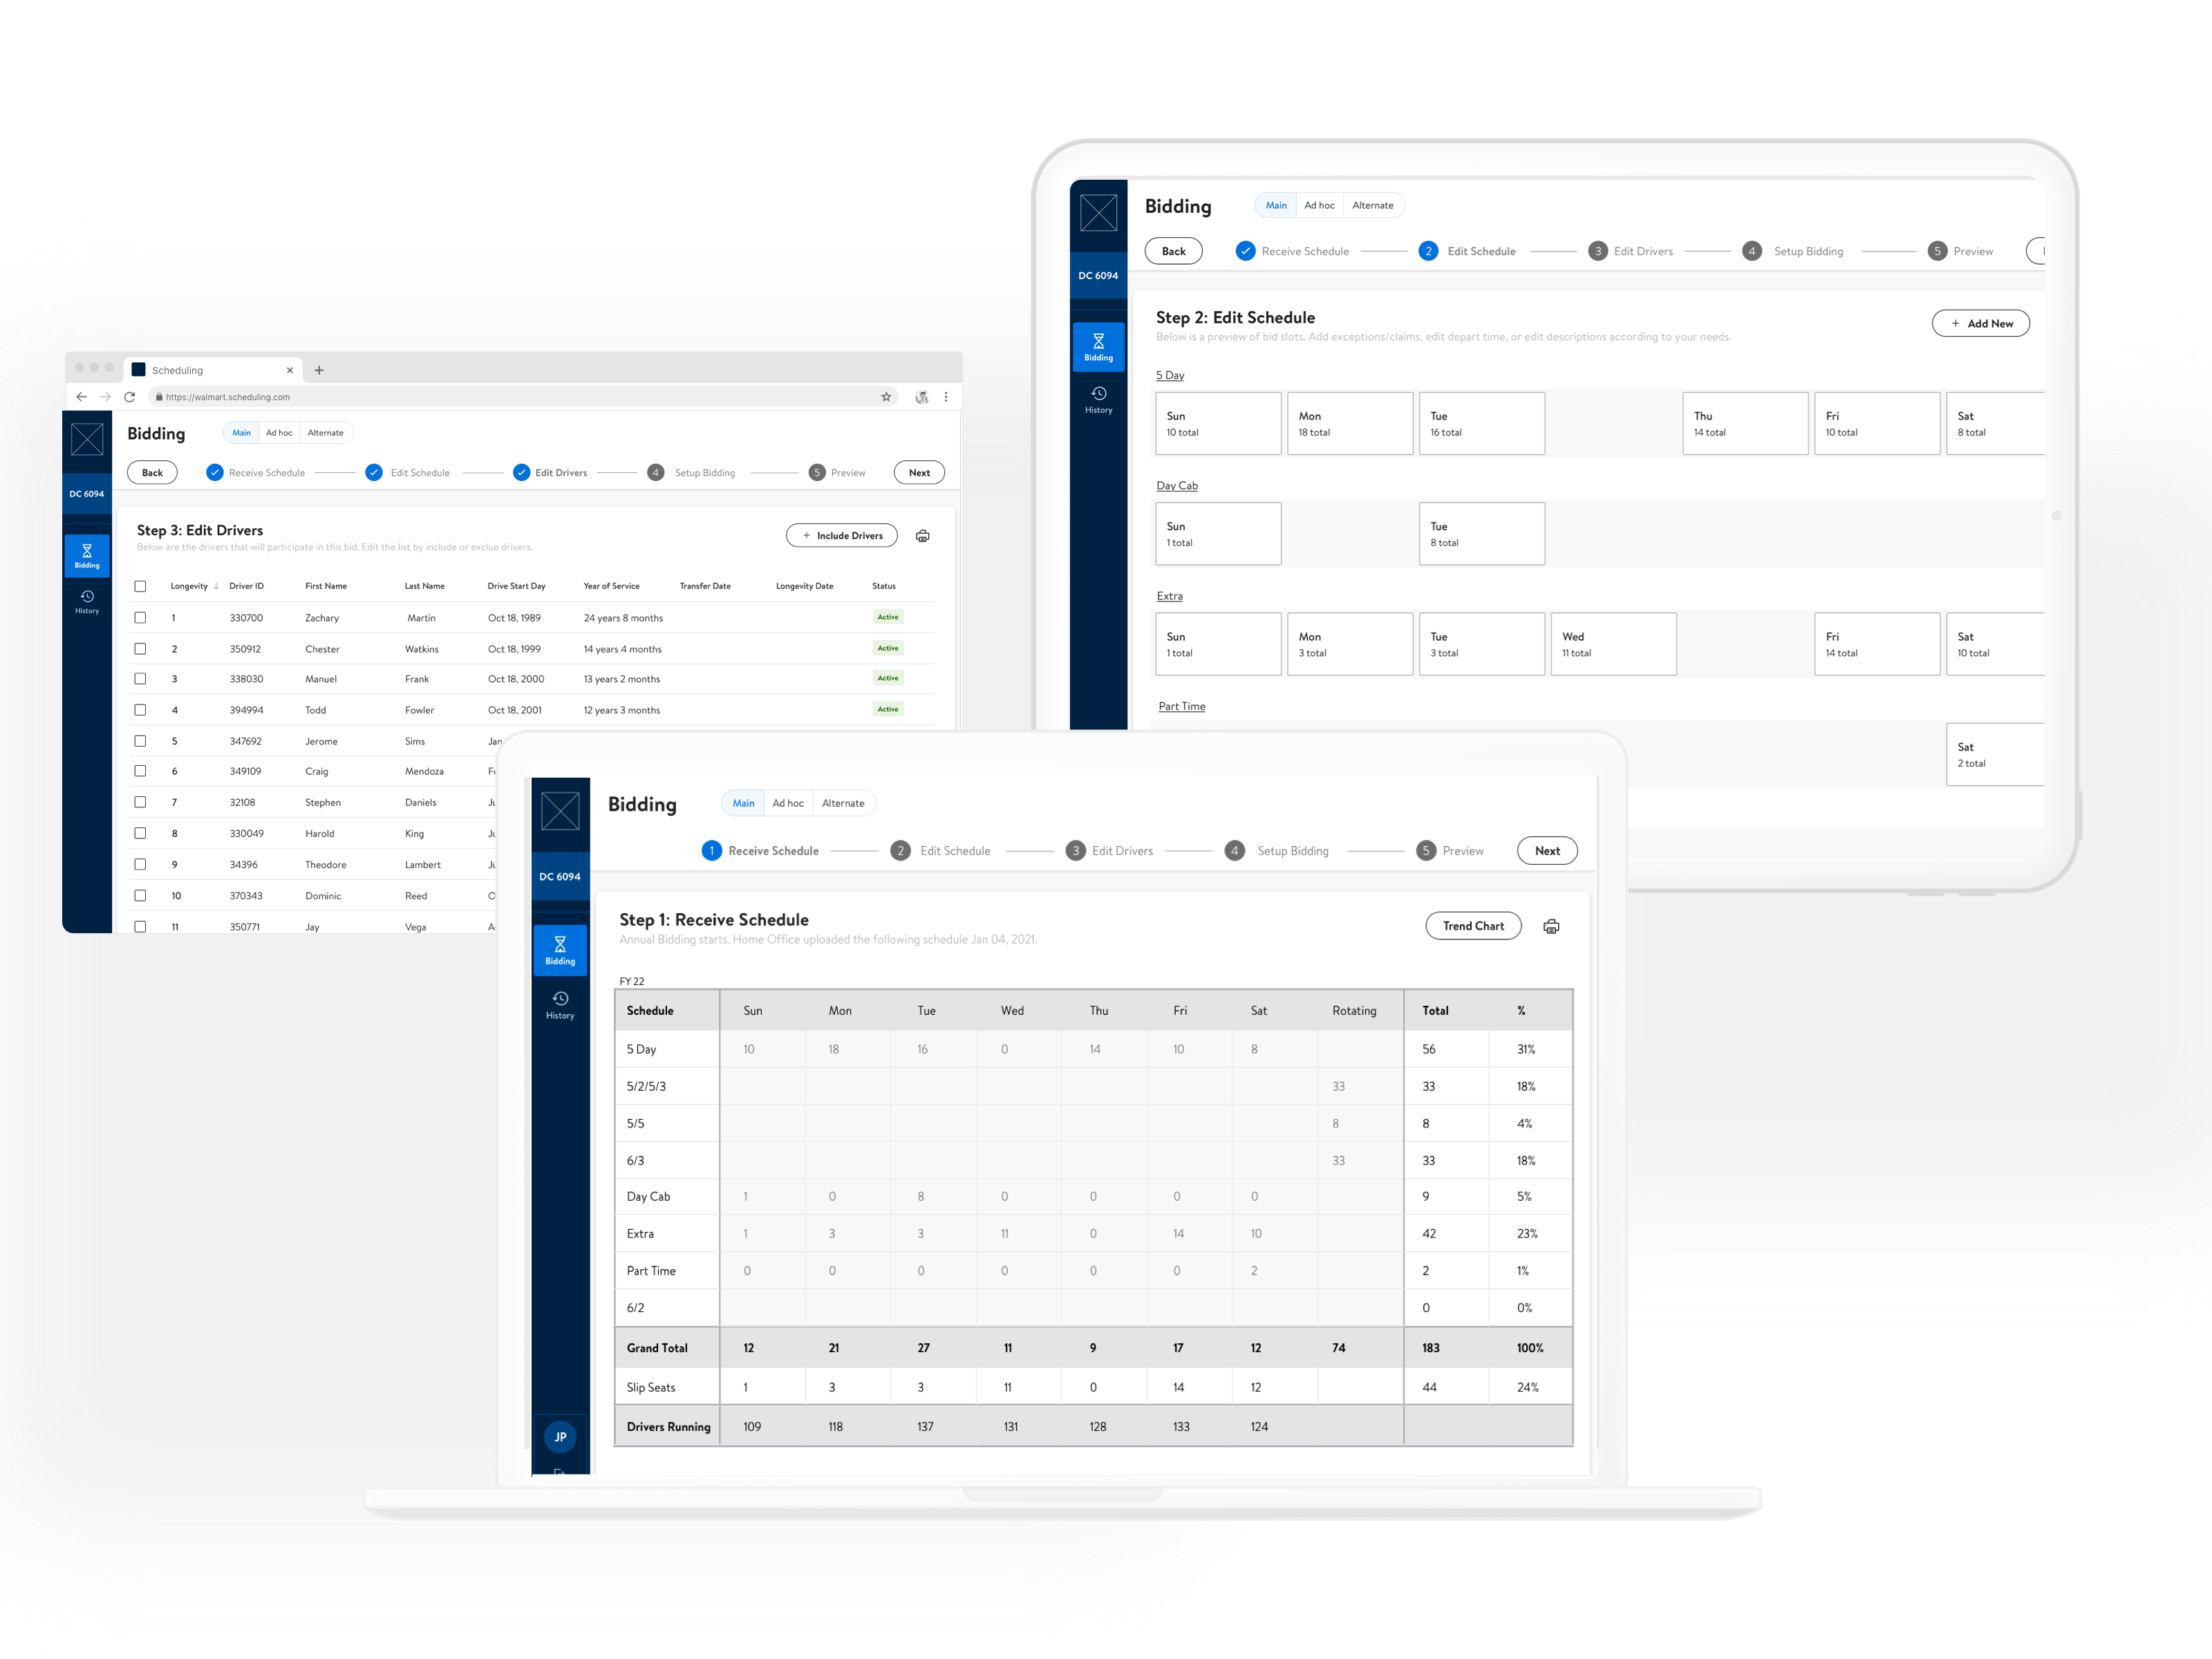 Scheduling
https://walmart.scheduling.com
Bidding
Main Ad hoc Alternate
Back Receive Schedule Edit Schedule Edit Drivers 4 Setup Bidding 5 Preview Next
DC 6094
Bidding
History
Step 3: Edit Drivers
Below are the drivers that will participate in this bid. Edit the list by include or exclue drivers.
+ Include Drivers
Longevity Driver ID First Name Last Name Drive Start Day Year of Service Transfer Date Longevity Date Status
1 330700 Zachary Martin Oct 18, 1989 24 years 8 months Active
2 350912 Chester Watkins Oct 18, 1999 14 years 4 months Active
3 338030 Manuel Frank Oct 18, 2000 13 years 2 months Active
4 394994 Todd Fowler Oct 18, 2001 12 years 3 months Active
5 347692 Jerome Sims Jan
6 349109 Craig Mendoza
7 32108 Stephen Daniels
8 330049 Harold King
9 34396 Theodore Lambert
10 370343 Dominic Reed
11 350771 Jay Vega
Bidding
Main Ad hoc Alternate
Back Receive Schedule 2 Edit Schedule 3 Edit Drivers 4 Setup Bidding 5 Preview
DC 6094
Bidding
History
Step 2: Edit Schedule
Below is a preview of bid slots. Add exceptions/claims, edit depart time, or edit descriptions according to your needs.
+ Add New
5 Day
Sun Mon Tue Thu Fri Sat
10 total 18 total 16 total 14 total 10 total 8 total
Day Cab
Sun Tue
1 total 8 total
Extra
Sun Mon Tue Wed Fri Sat
1 total 3 total 3 total 11 total 14 total 10 total
Part Time
Sat
2 total
Bidding
Main Ad hoc Alternate
1 Receive Schedule 2 Edit Schedule 3 Edit Drivers 4 Setup Bidding 5 Preview Next
DC 6094
Bidding
History
JP
Step 1: Receive Schedule
Annual Bidding starts. Home Office uploaded the following schedule Jan 04, 2021.
Trend Chart
FY 22
Schedule Sun Mon Tue Wed Thu Fri Sat Rotating Total %
5 Day 10 18 16 0 14 10 8 56 31%
5/2/5/3 33 33 18%
5/5 8 8 4%
6/3 33 33 18%
Day Cab 1 0 8 0 0 0 0 9 5%
Extra 1 3 3 11 0 14 10 42 23%
Part Time 0 0 0 0 0 0 2 2 1%
6/2 0 0%
Grand Total 12 21 27 11 9 17 12 74 183 100%
Slip Seats 1 3 3 11 0 14 12 44 24%
Drivers Running 109 118 137 131 128 133 124